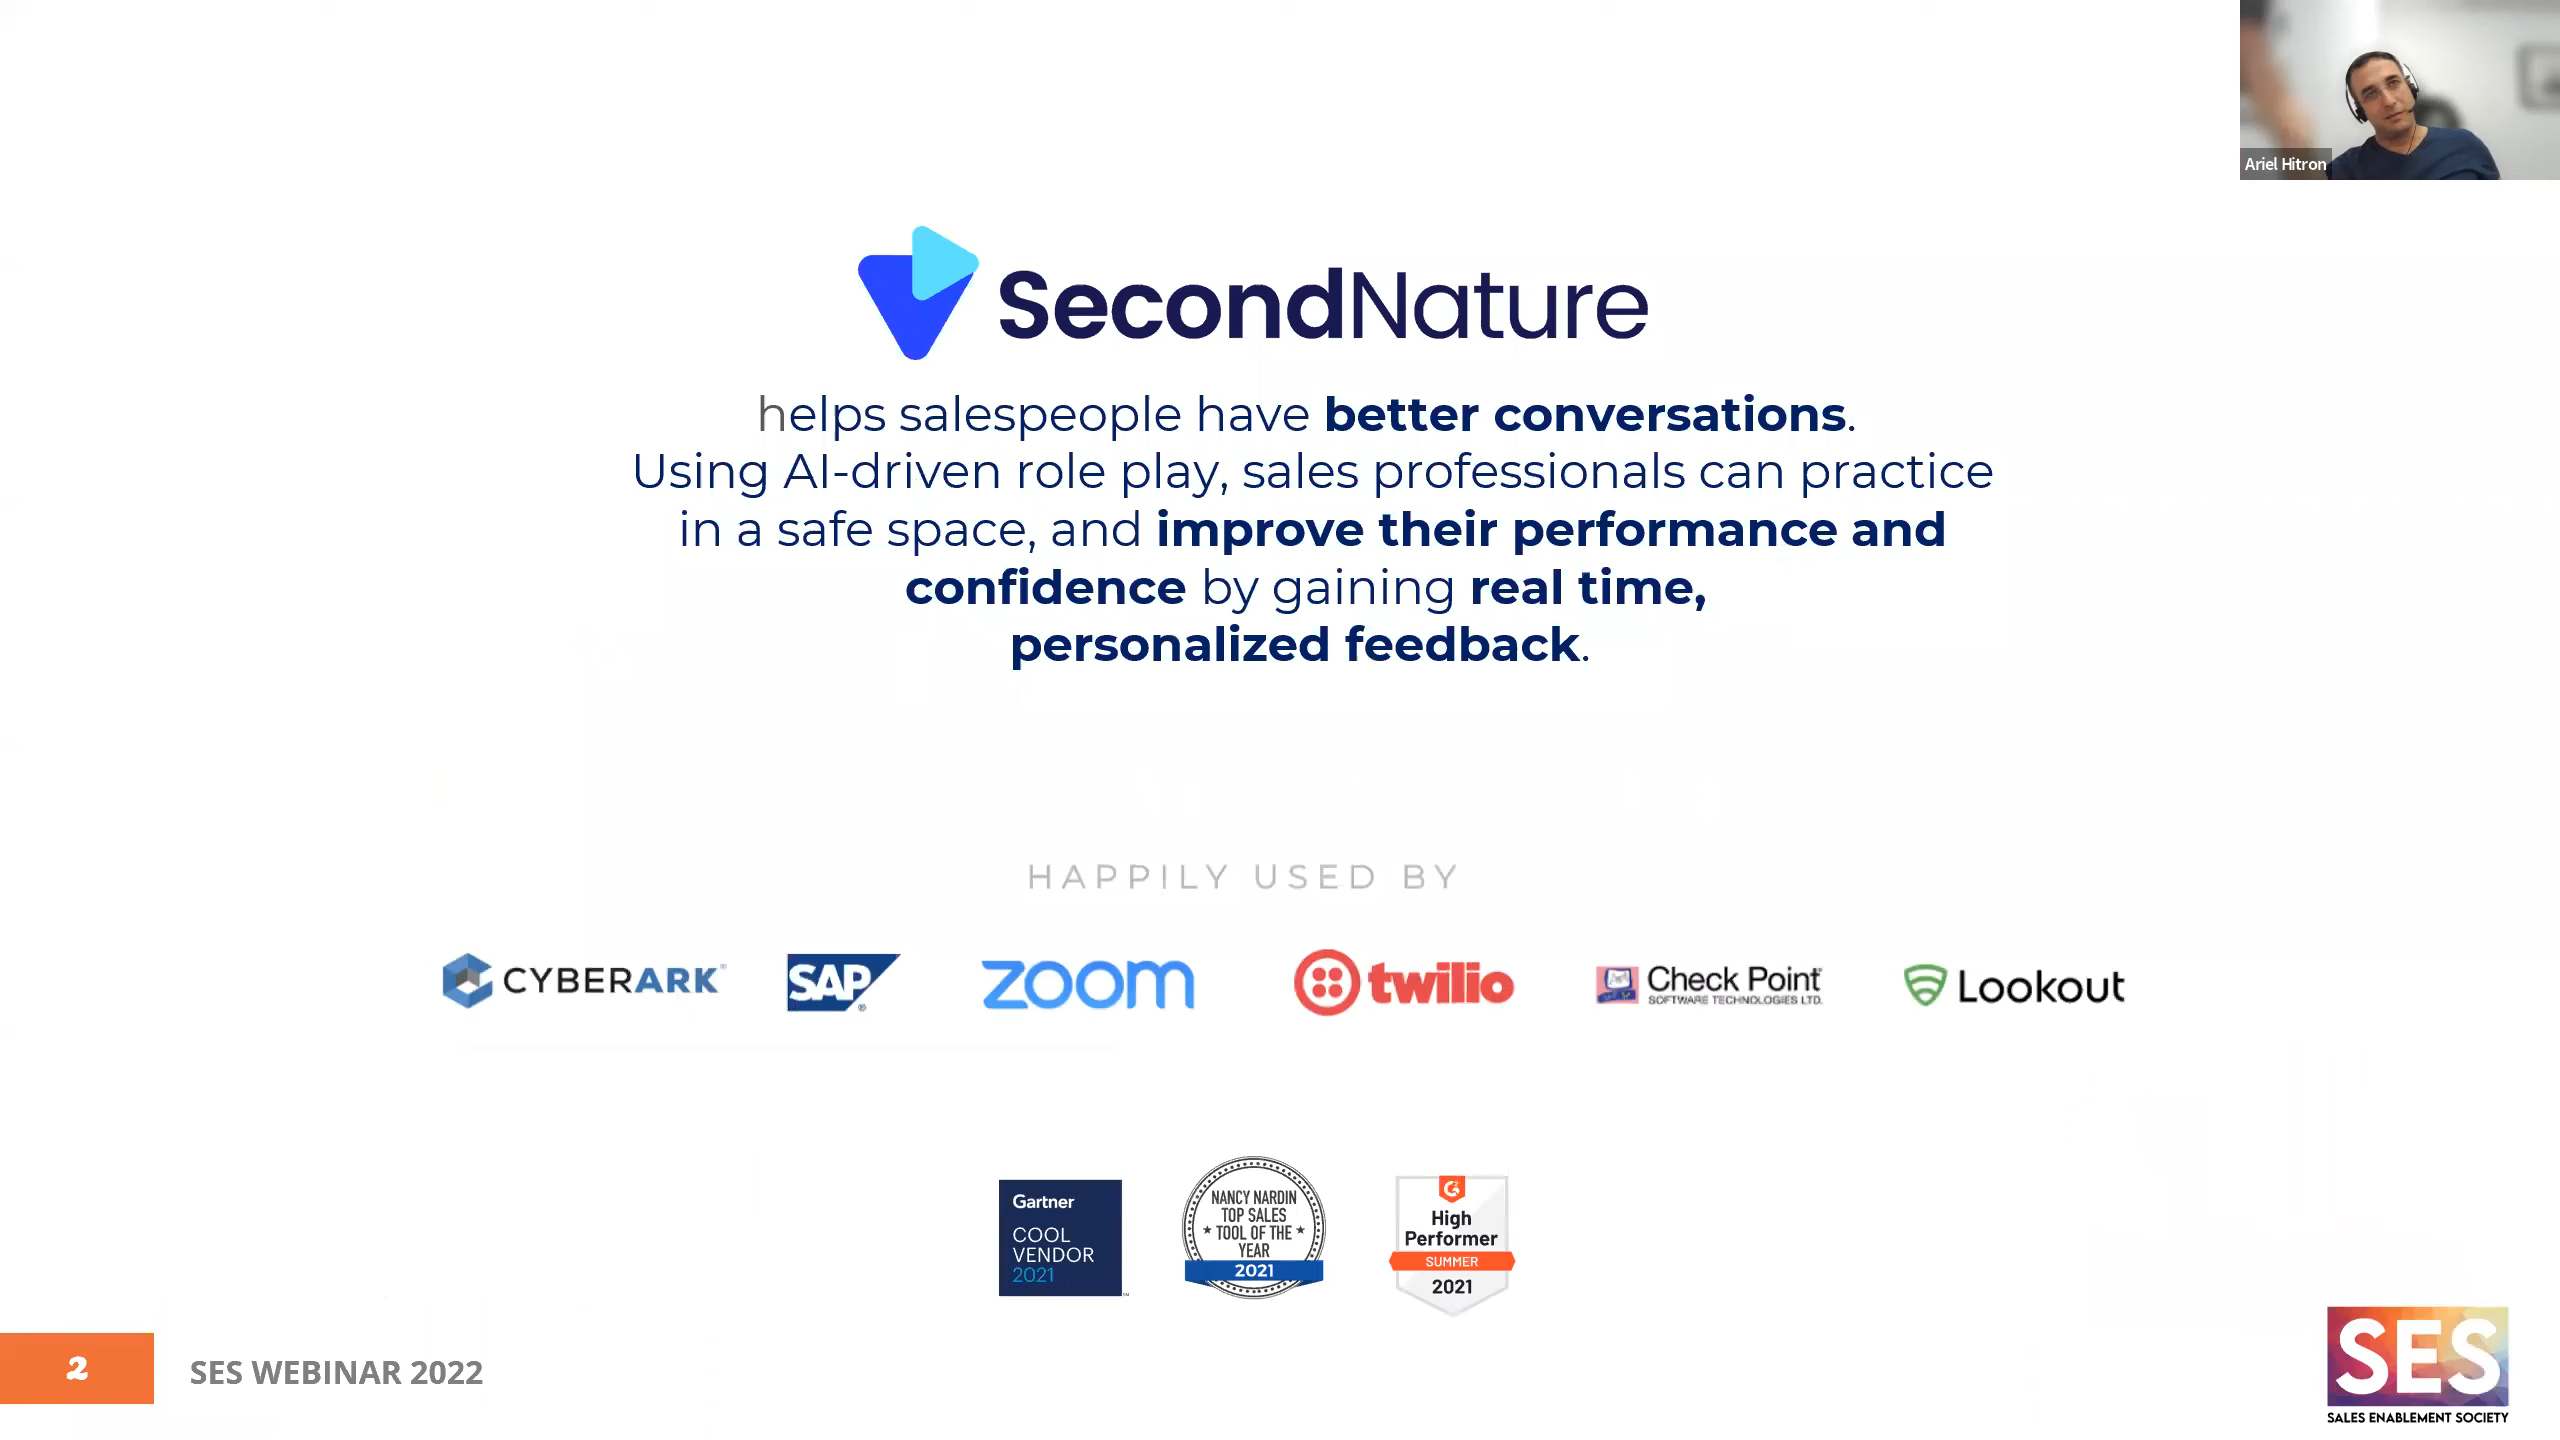 Ariel Hitron
SecondNature
helps salespeople have better conversations.
Using AI-driven role play, sales professionals can practice
in a safe space, and improve their performance and
confidence by gaining real time,
personalized feedback.
HAPPILY USED BY
CYBERARK®
SAP®
zoom
twilio
Check Point
SOFTWARE TECHNOLOGIES LTD.
Lookout
Gartner
COOL
VENDOR
2021
NANCY NARDIN
TOP SALES
★ TOOL OF THE ★
YEAR
2021
G2
High
Performer
SUMMER
2021
2
SES WEBINAR 2022
SES
SALES ENABLEMENT SOCIETY